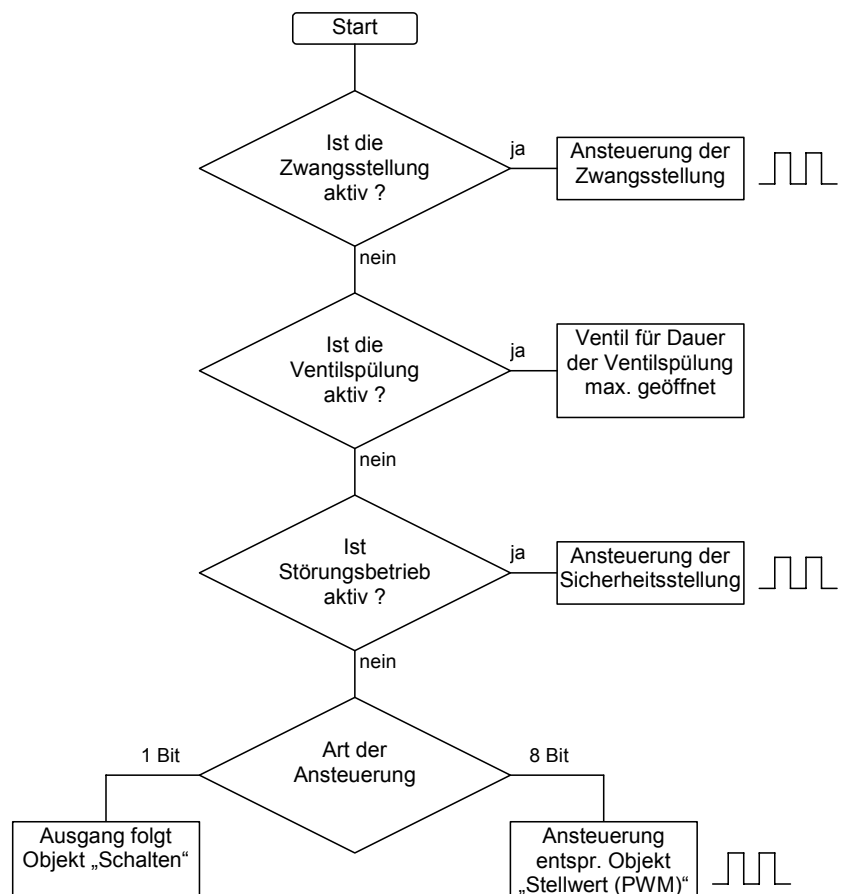 Start
Ist die
Zwangsstellung
aktiv ?
ja
Ansteuerung der
Zwangsstellung
nein
Ist die
Ventilspülung
aktiv ?
ja
Ventil für Dauer
der Ventilspülung
max. geöffnet
nein
Ist
Störungsbetrieb
aktiv ?
ja
Ansteuerung der
Sicherheitsstellung
nein
Art der
Ansteuerung
1 Bit
8 Bit
Ausgang folgt
Objekt „Schalten“
Ansteuerung
entspr. Objekt
„Stellwert (PWM)“